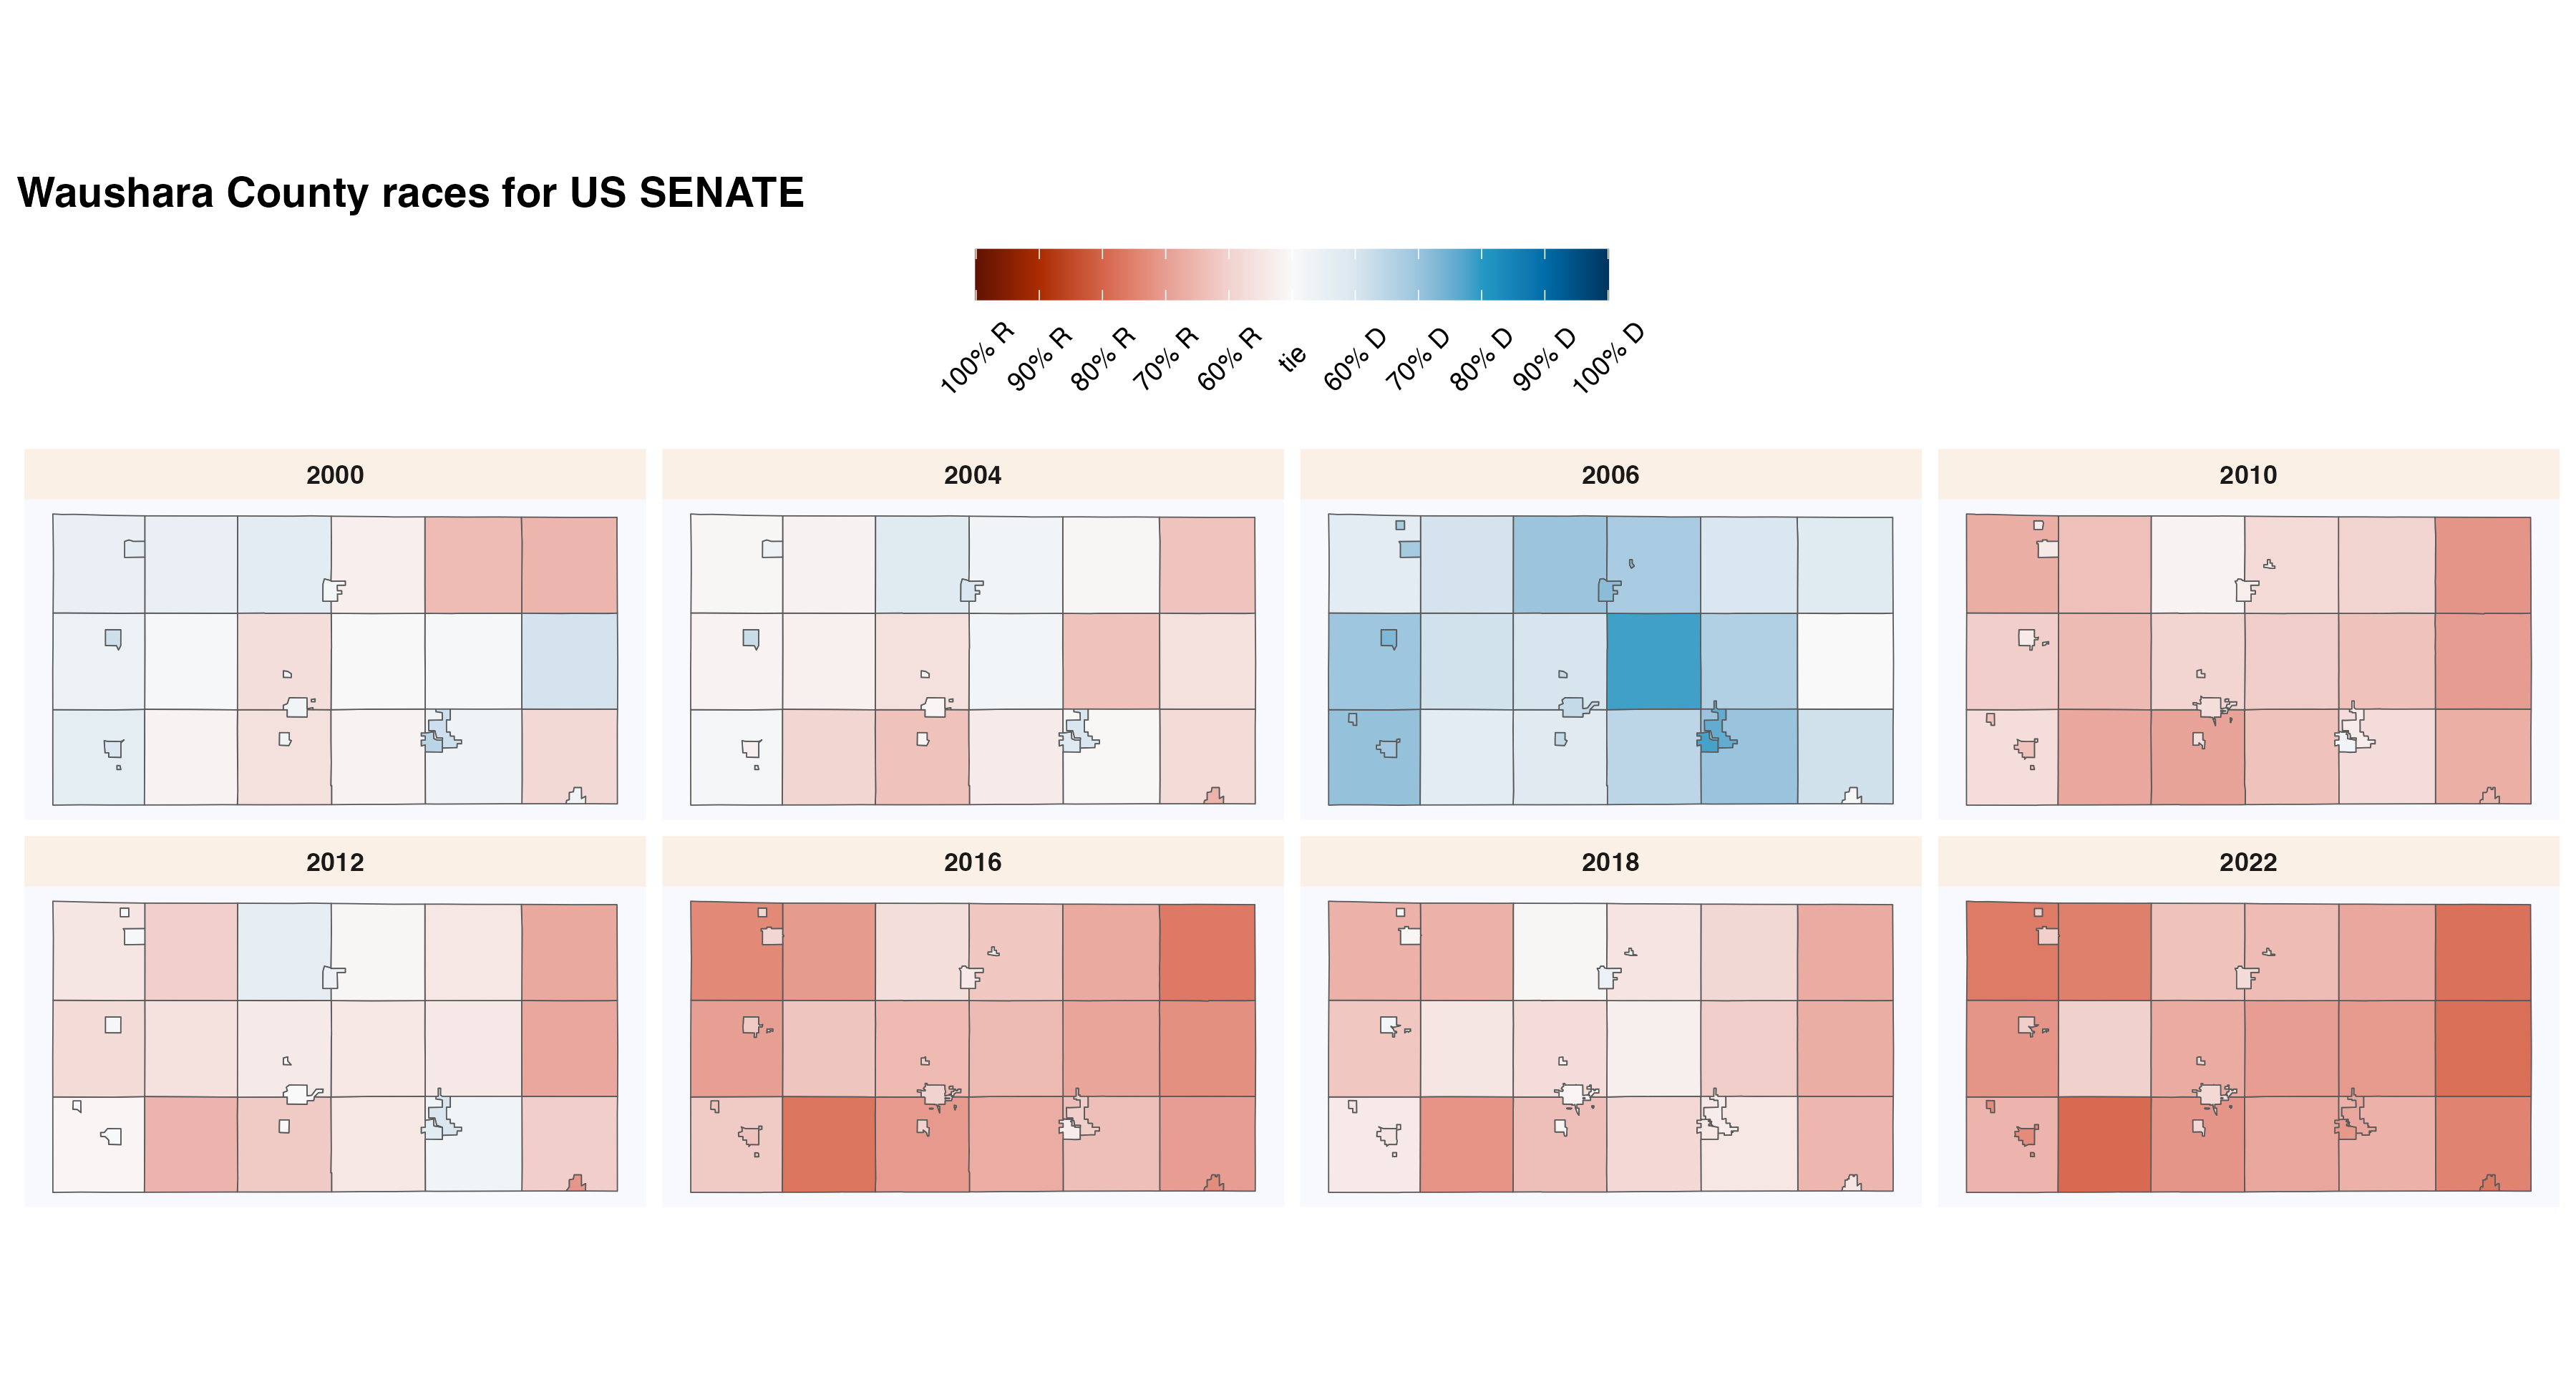 Waushara County races for US SENATE
100% R
90% R
80% R
70% R
60% R
tie
60% D
70% D
80% D
90% D
100% D
2000
2004
2006
2010
2012
2016
2018
2022